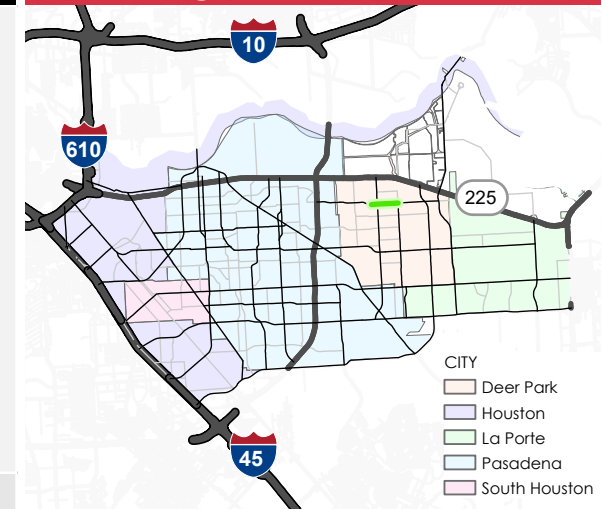 10
610
225
CITY
Deer Park
Houston
La Porte
Pasadena
South Houston
45